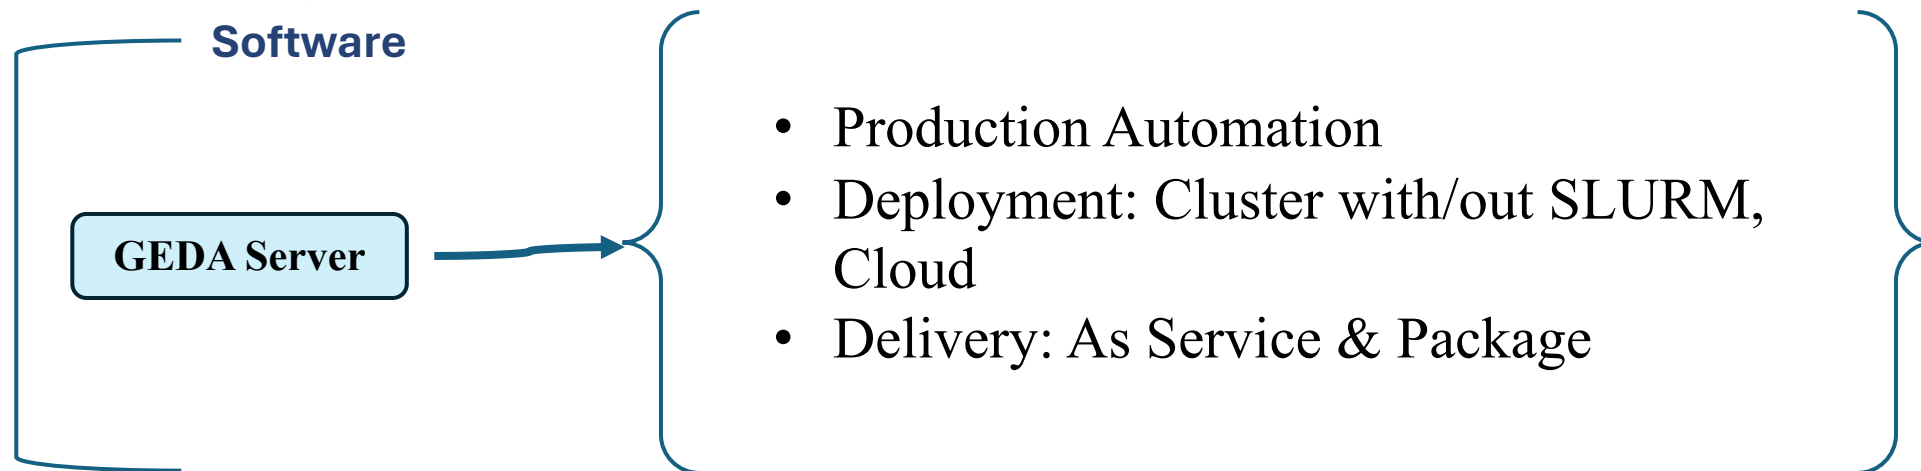 Software
GEDA Server
• Production Automation
• Deployment: Cluster with/out SLURM,
Cloud
• Delivery: As Service & Package